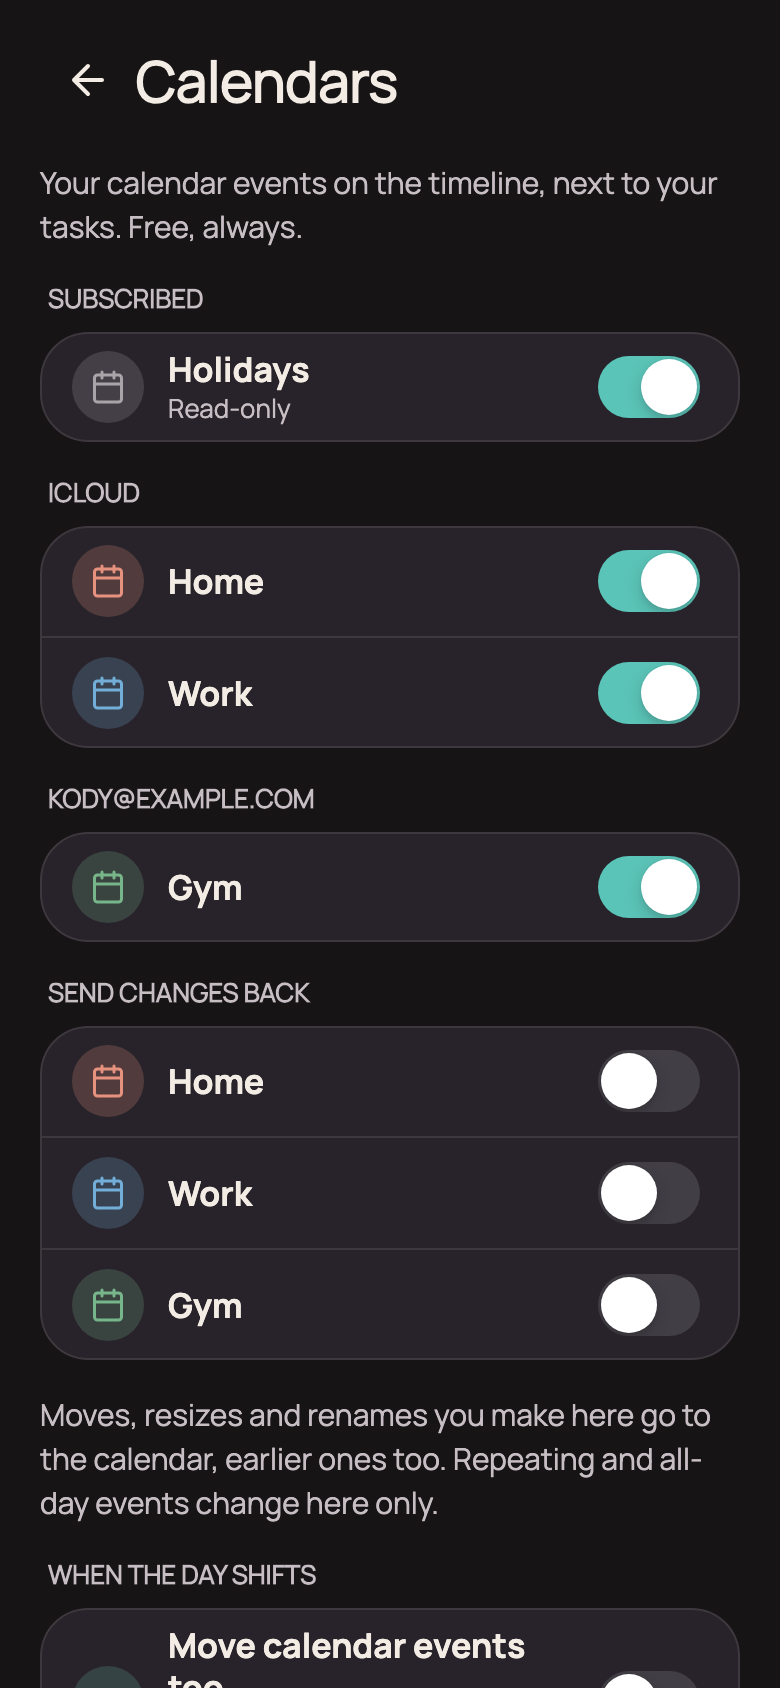 Calendars
Your calendar events on the timeline, next to your
tasks. Free, always.
SUBSCRIBED
Holidays
Read-only
ICLOUD
Home
Work
KODY@EXAMPLE.COM
Gym
SEND CHANGES BACK
Home
Work
Gym
Moves, resizes and renames you make here go to
the calendar, earlier ones too. Repeating and all-
day events change here only.
WHEN THE DAY SHIFTS
Move calendar events
too